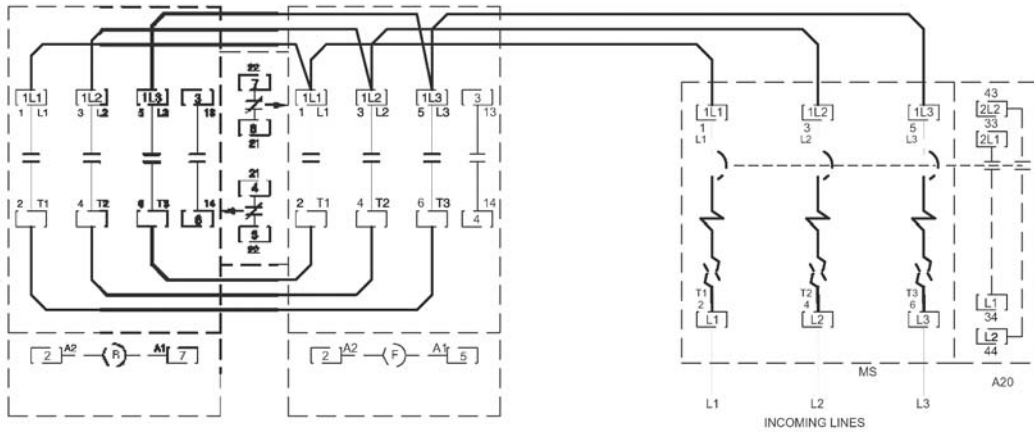 22
7
8
21
21
4
5
22
1L1 1L2 1L3 3
1 L1 3 L2 5 L3 13
2 T1 4 T2 6 T3 14
6
2 A2 R A1 7
1L1 1L2 1L3 3
1 L1 3 L2 5 L3 13
2 T1 4 T2 6 T3 14
4
2 A2 F A1 5
1L1 1L2 1L3
1 3 5
L1 L2 L3
T1 T2 T3
2 4 6
L1 L2 L3
MS
43
2L2
33
2L1
L1
34
L2
44
A20
L1 L2 L3
INCOMING LINES